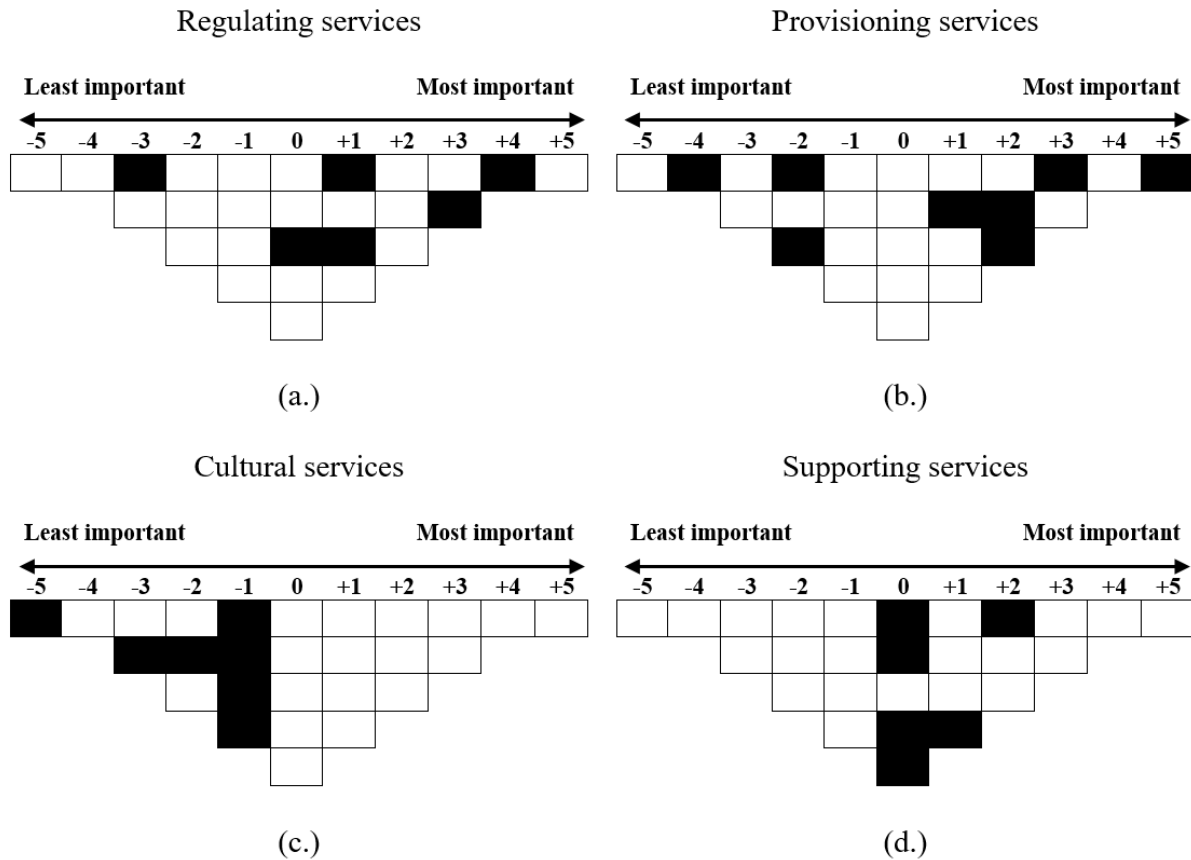 Regulating services
Least important Most important
-5 -4 -3 -2 -1 0 +1 +2 +3 +4 +5
(a.)
Provisioning services
Least important Most important
-5 -4 -3 -2 -1 0 +1 +2 +3 +4 +5
(b.)
Cultural services
Least important Most important
-5 -4 -3 -2 -1 0 +1 +2 +3 +4 +5
(c.)
Supporting services
Least important Most important
-5 -4 -3 -2 -1 0 +1 +2 +3 +4 +5
(d.)